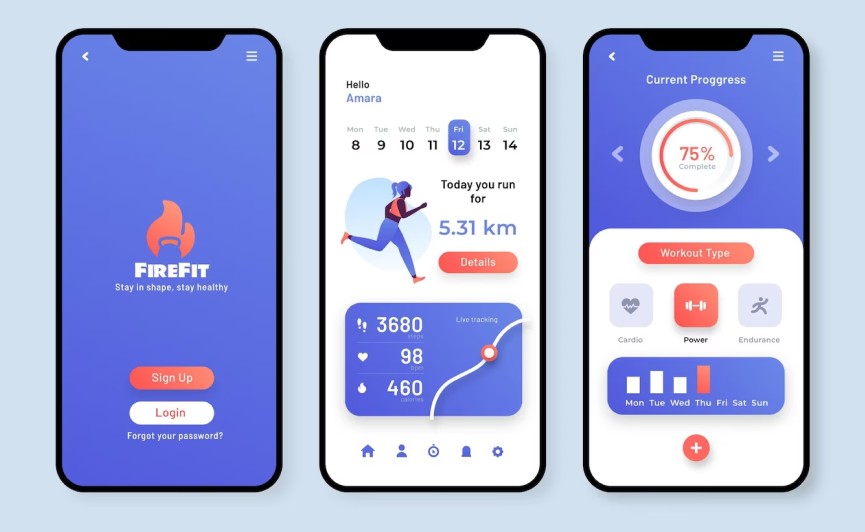 FIREFIT
Stay in shape, stay healthy
Sign Up
Login
Forgot your password?
Hello
Amara
Mon Tue Wed Thu Fri Sat Sun
8 9 10 11 12 13 14
Today you run
for
5.31 km
Details
Live tracking
3680
steps
98
bpm
460
calories
Current Proggress
75%
Complete
Workout Type
Cardio Power Endurance
Mon Tue Wed Thu Fri Sat Sun